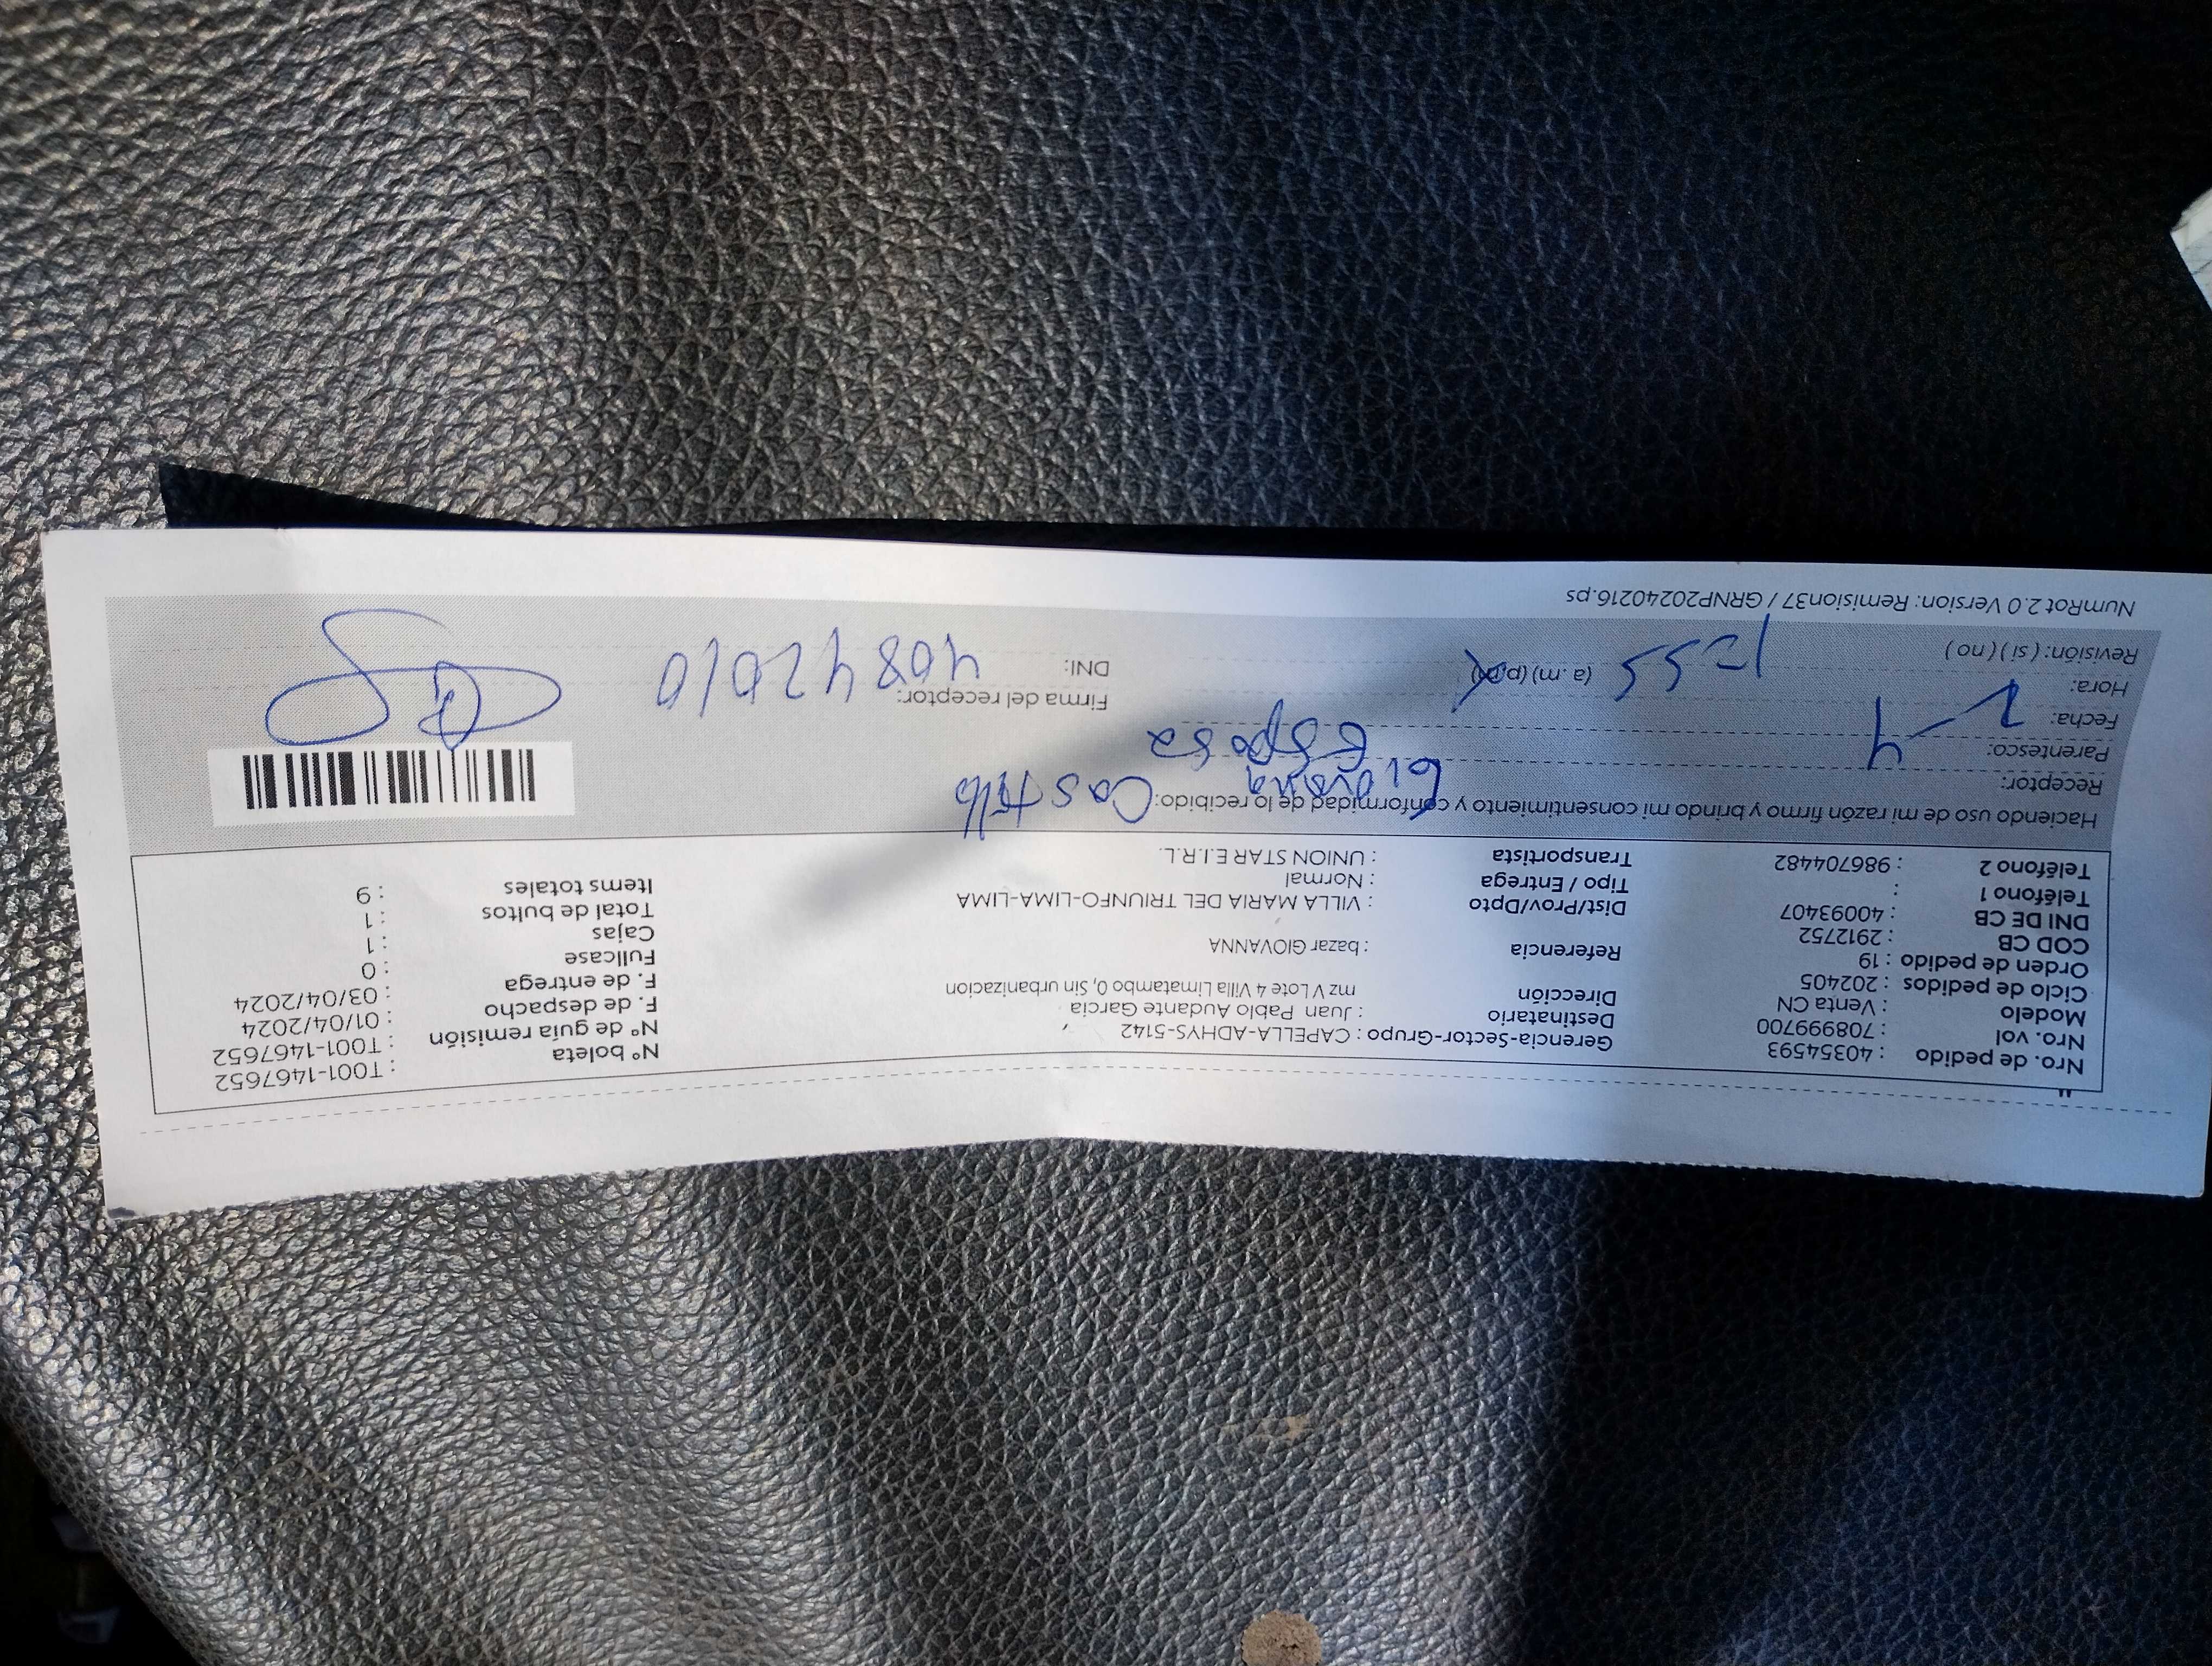 Nro. de pedido : 40354593
Nro. vol : 708999700
Modelo : Venta CN
Ciclo de pedidos : 202405
Orden de pedido : 19
COD CB : 2912752
DNI DE CB : 40093407
Teléfono 1 :
Teléfono 2 : 986704482
Gerencia-Sector-Grupo : CAPELLA-ADHYS-5142
Destinatario : Juan Pablo Audante Garcia
Dirección mz V Lote 4 Villa Limatambo 0, Sin urbanizacion
Referencia : bazar GIOVANNA
Dist/Prov/Dpto : VILLA MARIA DEL TRIUNFO-LIMA-LIMA
Tipo / Entrega : Normal
Transportista : UNION STAR E.I.R.L.
N° boleta : T001-1467652
N° de guía remisión : T001-1467652
F. de despacho : 01/04/2024
F. de entrega : 03/04/2024
Fullcase : 0
Cajas : 1
Total de bultos : 1
Items totales : 9
Haciendo uso de mi razón firmo y brindo mi consentimiento y conformidad de lo recibido:
Receptor: Giovana Castillo
Parentesco: Esposa
Fecha: 2-4
Hora: 1=55 (a.m) (p.m)
Revisión: ( si ) ( no )
Firma del receptor:
DNI: 40842010
NumRot 2.0 Version: Remision37 / GRNP20240216.ps